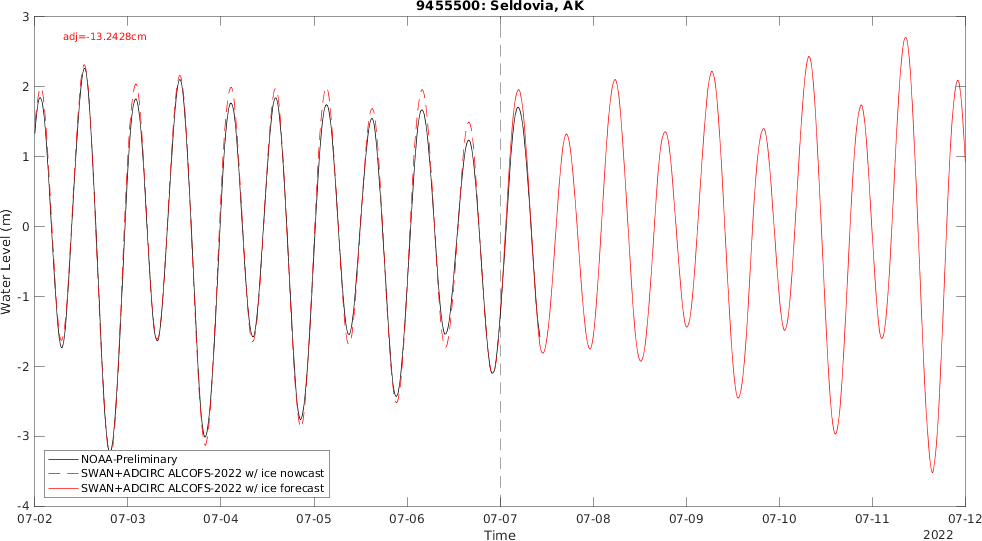 9455500: Seldovia, AK
adj=-13.2428cm
Water Level (m)
3
2
1
0
-1
-2
-3
-4
NOAA-Preliminary
SWAN+ADCIRC ALCOFS-2022 w/ ice nowcast
SWAN+ADCIRC ALCOFS-2022 w/ ice forecast
07-02 07-03 07-04 07-05 07-06 07-07 07-08 07-09 07-10 07-11 07-12
Time
2022